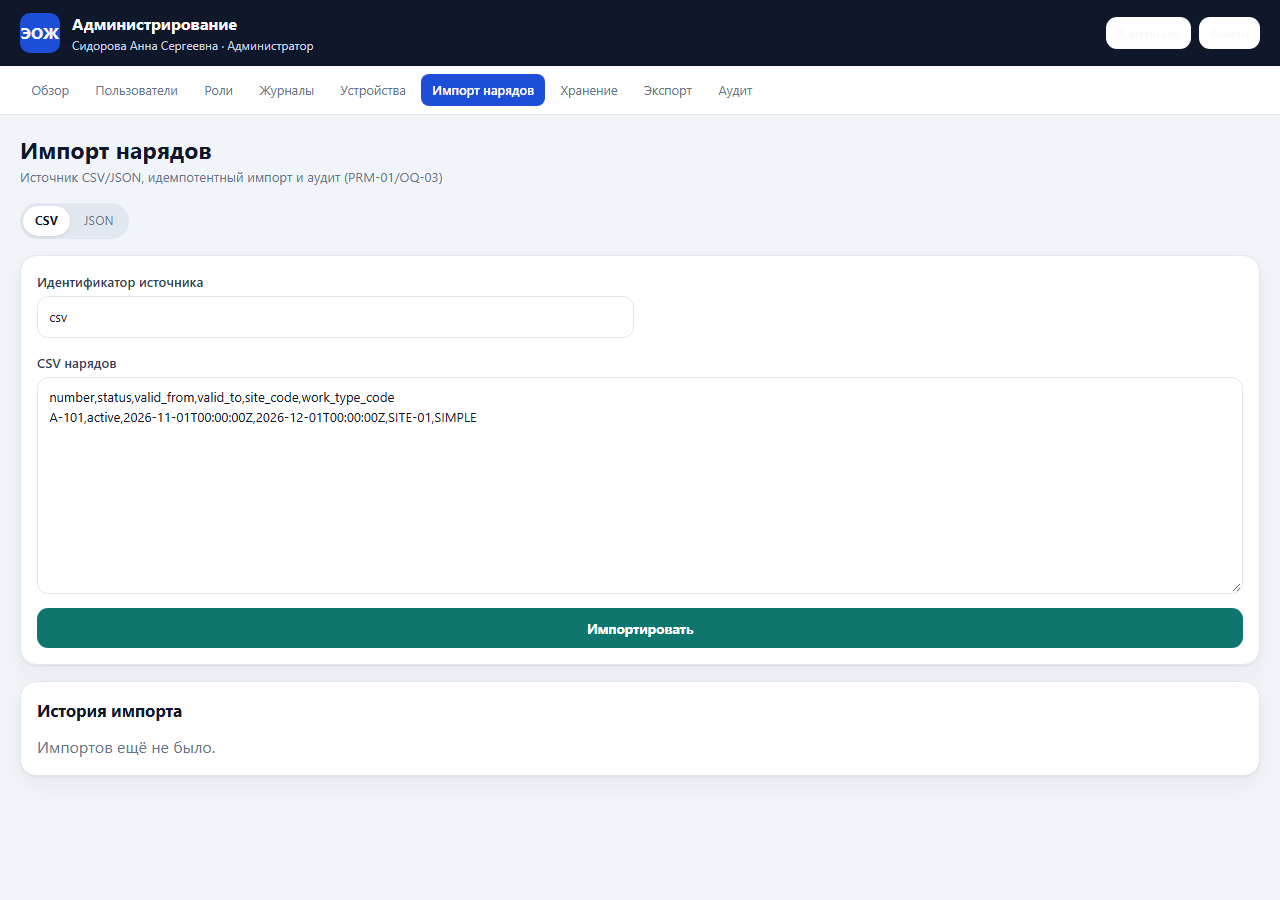 ЭОЖ
Администрирование
Сидорова Анна Сергеевна · Администратор
Обзор Пользователи Роли Журналы Устройства Импорт нарядов Хранение Экспорт Аудит
Импорт нарядов
Источник CSV/JSON, идемпотентный импорт и аудит (PRM-01/OQ-03)
CSV JSON
Идентификатор источника
csv
CSV нарядов
number,status,valid_from,valid_to,site_code,work_type_code
A-101,active,2026-11-01T00:00:00Z,2026-12-01T00:00:00Z,SITE-01,SIMPLE
Импортировать
История импорта
Импортов ещё не было.